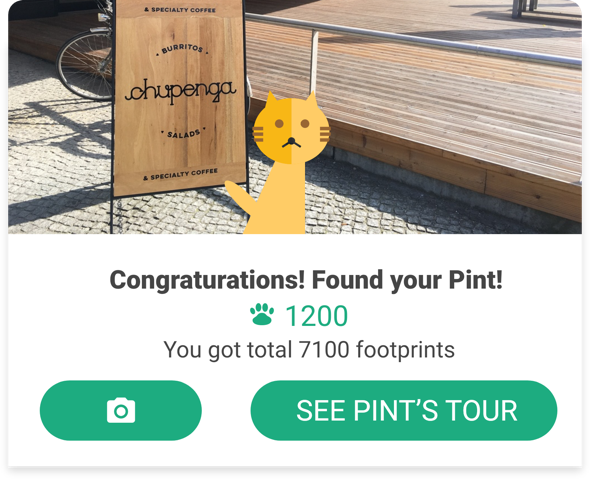 & SPECIALTY COFFEE
• BURRITOS •
chupenga
• SALADS •
& SPECIALTY COFFEE
Congraturations! Found your Pint!
1200
You got total 7100 footprints
SEE PINT’S TOUR